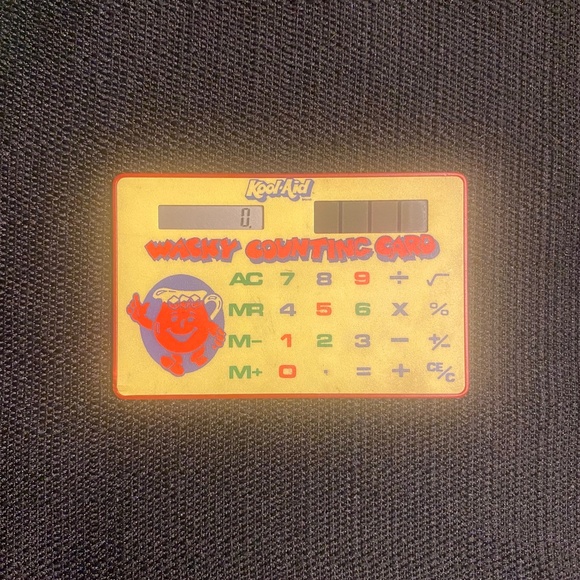 Kool-Aid
0.
WACKY COUNTING CARD
AC 7 8 9 ÷ √
MR 4 5 6 X %
M− 1 2 3 − +/−
M+ 0 . = + CE/C